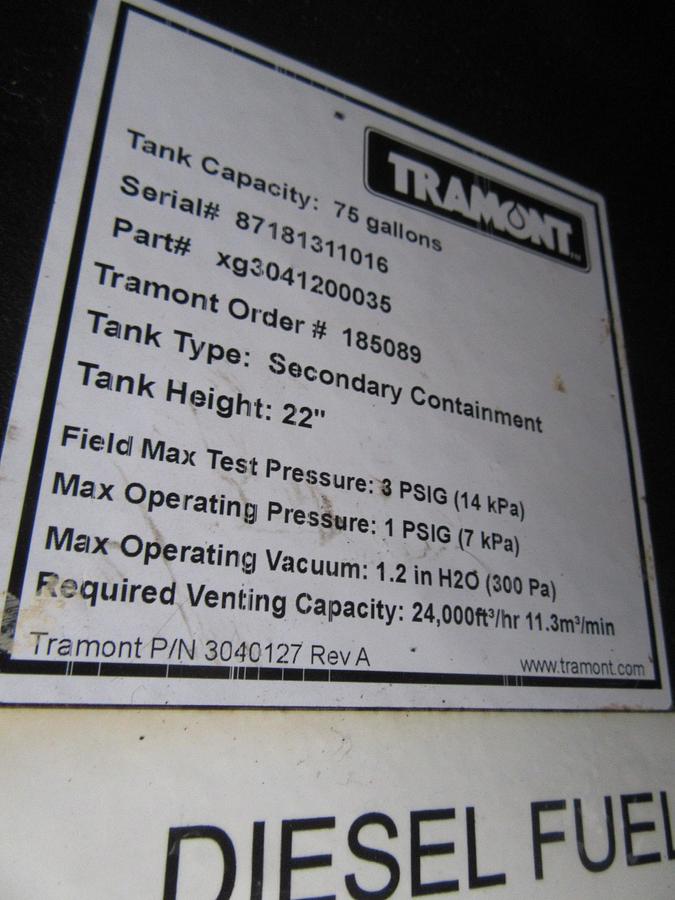 TRAMONT
Tank Capacity: 75 gallons
Serial# 87181311016
Part# xg3041200035
Tramont Order # 185089
Tank Type: Secondary Containment
Tank Height: 22"
Field Max Test Pressure: 3 PSIG (14 kPa)
Max Operating Pressure: 1 PSIG (7 kPa)
Max Operating Vacuum: 1.2 in H2O (300 Pa)
Required Venting Capacity: 24,000ft³/hr 11.3m³/min
Tramont P/N 3040127 Rev A
www.tramont.com
DIESEL FUEL